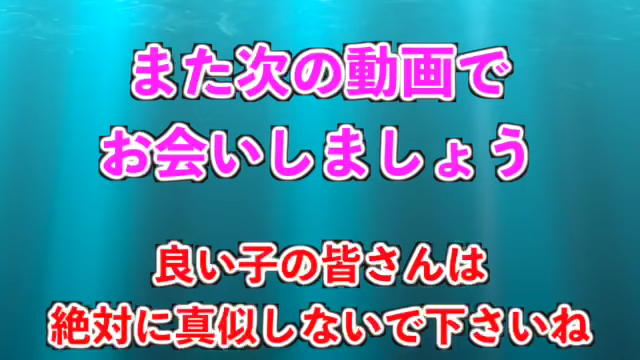 また次の動画で
お会いしましょう
良い子の皆さんは
絶対に真似しないで下さいね